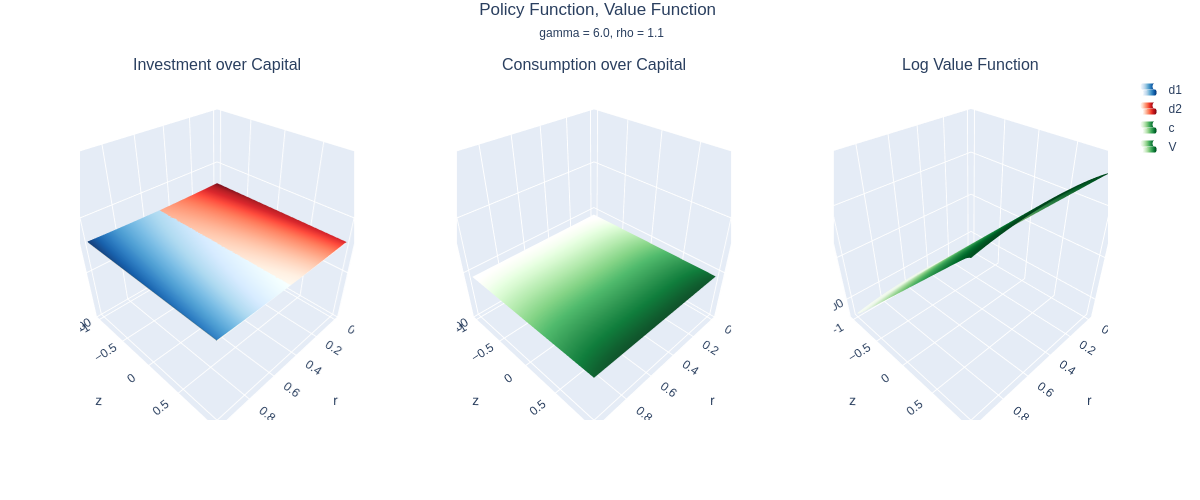 Policy Function, Value Function
gamma = 6.0, rho = 1.1
Investment over Capital
Consumption over Capital
Log Value Function
d1
d2
c
V
−0.5
0
0.5
z
0
0.2
0.4
0.6
0.8
r
−0.5
0
0.5
z
0
0.2
0.4
0.6
0.8
r
−1
−0.5
0
0.5
z
0
0.2
0.4
0.6
0.8
r